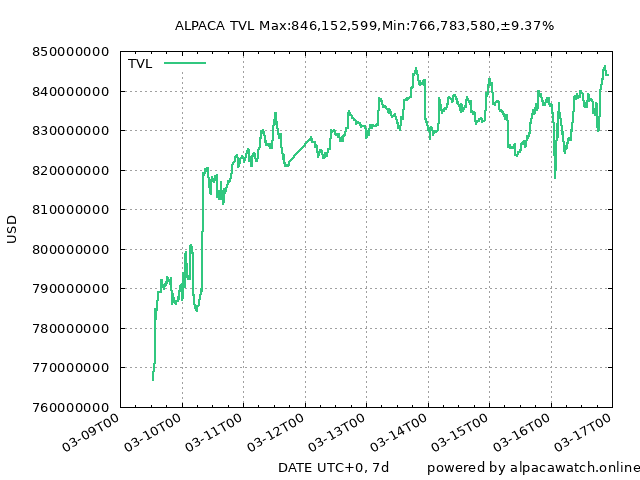 ALPACA TVL Max:846,152,599,Min:766,783,580,±9.37%
850000000
TVL
840000000
830000000
820000000
810000000
USD
800000000
790000000
780000000
770000000
760000000
03-09T00
03-10T00
03-11T00
03-12T00
03-13T00
03-14T00
03-15T00
03-16T00
03-17T00
DATE UTC+0, 7d
powered by alpacawatch.online